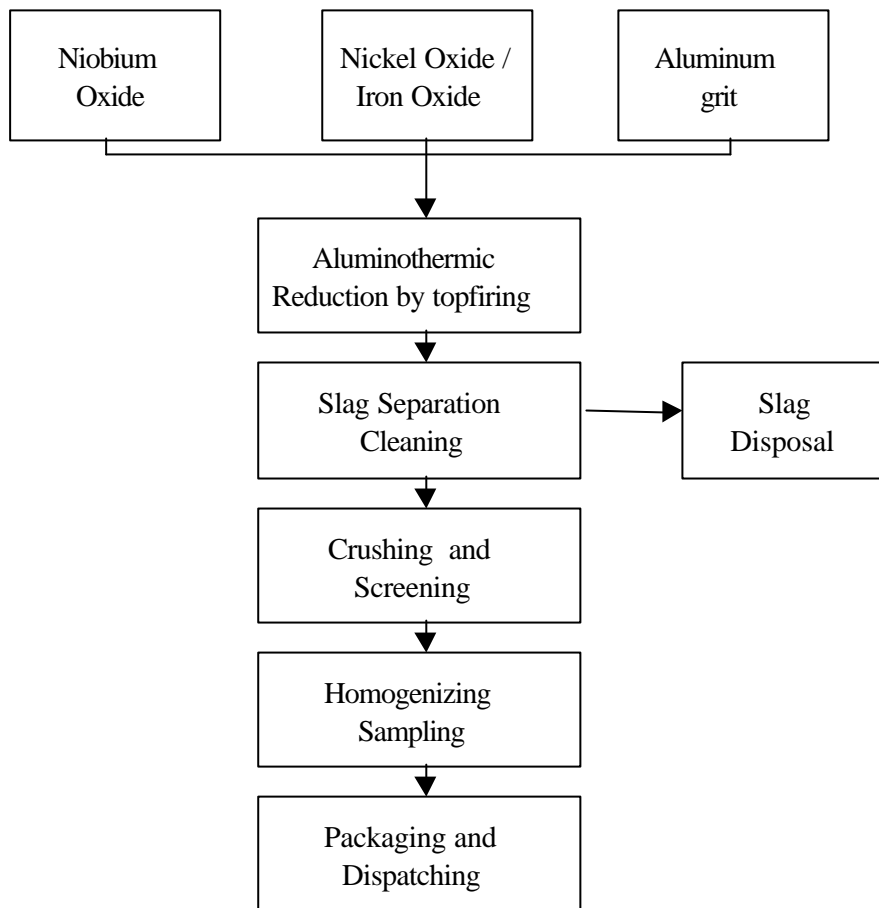 Niobium
Oxide
Nickel Oxide /
Iron Oxide
Aluminum
grit
Aluminothermic
Reduction by topfiring
Slag Separation
Cleaning
Slag
Disposal
Crushing and
Screening
Homogenizing
Sampling
Packaging and
Dispatching